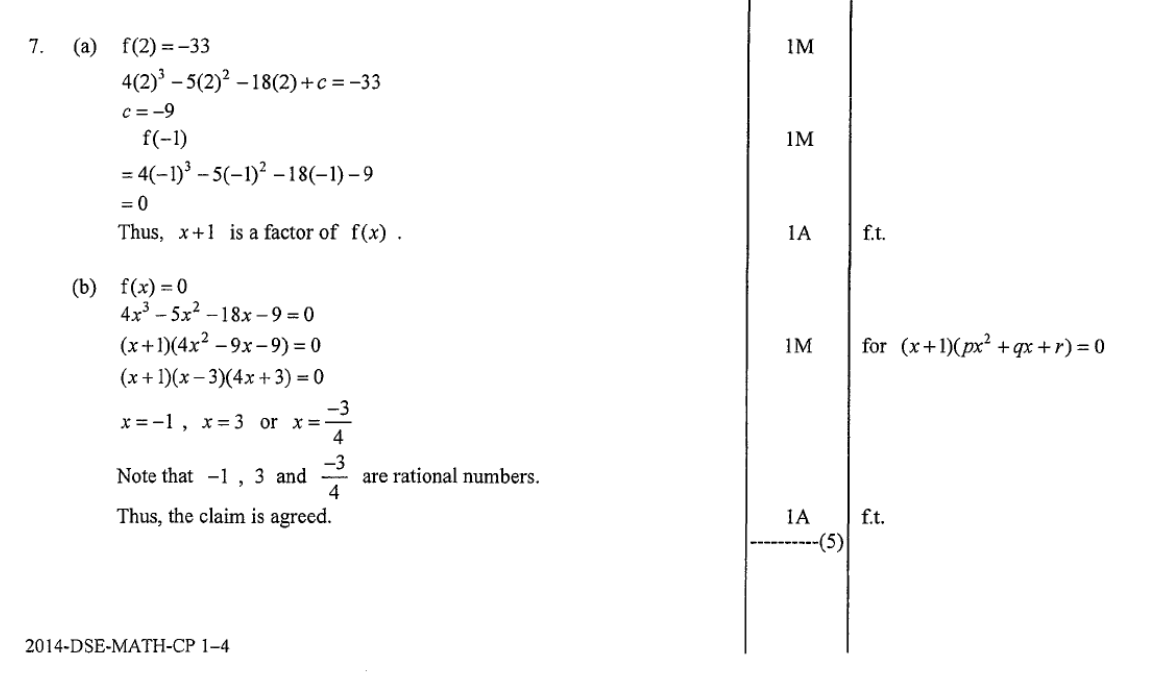 7. (a) f(2) = −33 1M
4(2)³ − 5(2)² − 18(2) + c = −33
c = −9
f(−1) 1M
= 4(−1)³ − 5(−1)² − 18(−1) − 9
= 0
Thus, x+1 is a factor of f(x) . 1A f.t.
(b) f(x) = 0
4x³ − 5x² − 18x − 9 = 0
(x+1)(4x² − 9x − 9) = 0 1M for (x+1)(px² + qx + r) = 0
(x+1)(x−3)(4x+3) = 0
x = −1 , x = 3 or x = −3/4
Note that −1 , 3 and −3/4 are rational numbers.
Thus, the claim is agreed. 1A f.t.
----------(5)
2014-DSE-MATH-CP 1–4